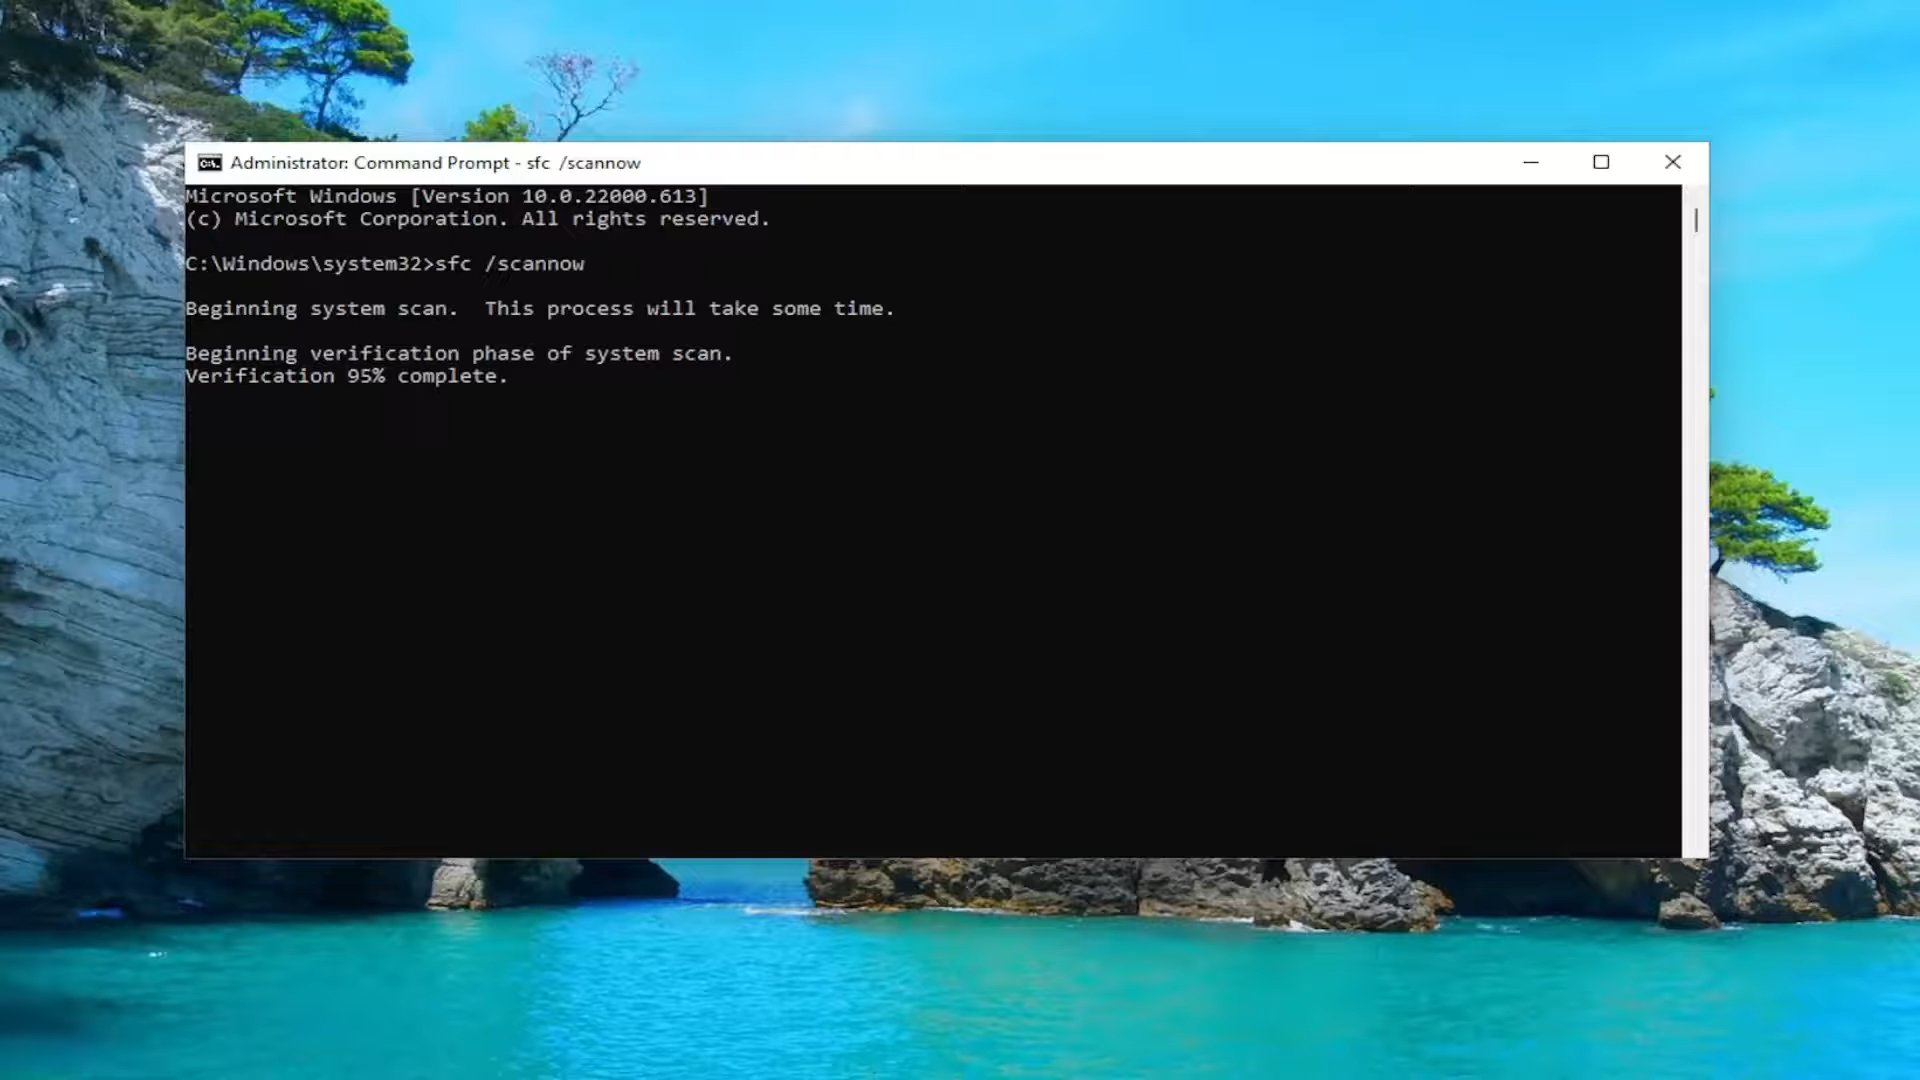 Administrator: Command Prompt - sfc  /scannow
Microsoft Windows [Version 10.0.22000.613]
(c) Microsoft Corporation. All rights reserved.
C:\Windows\system32>sfc /scannow
Beginning system scan.  This process will take some time.
Beginning verification phase of system scan.
Verification 95% complete.